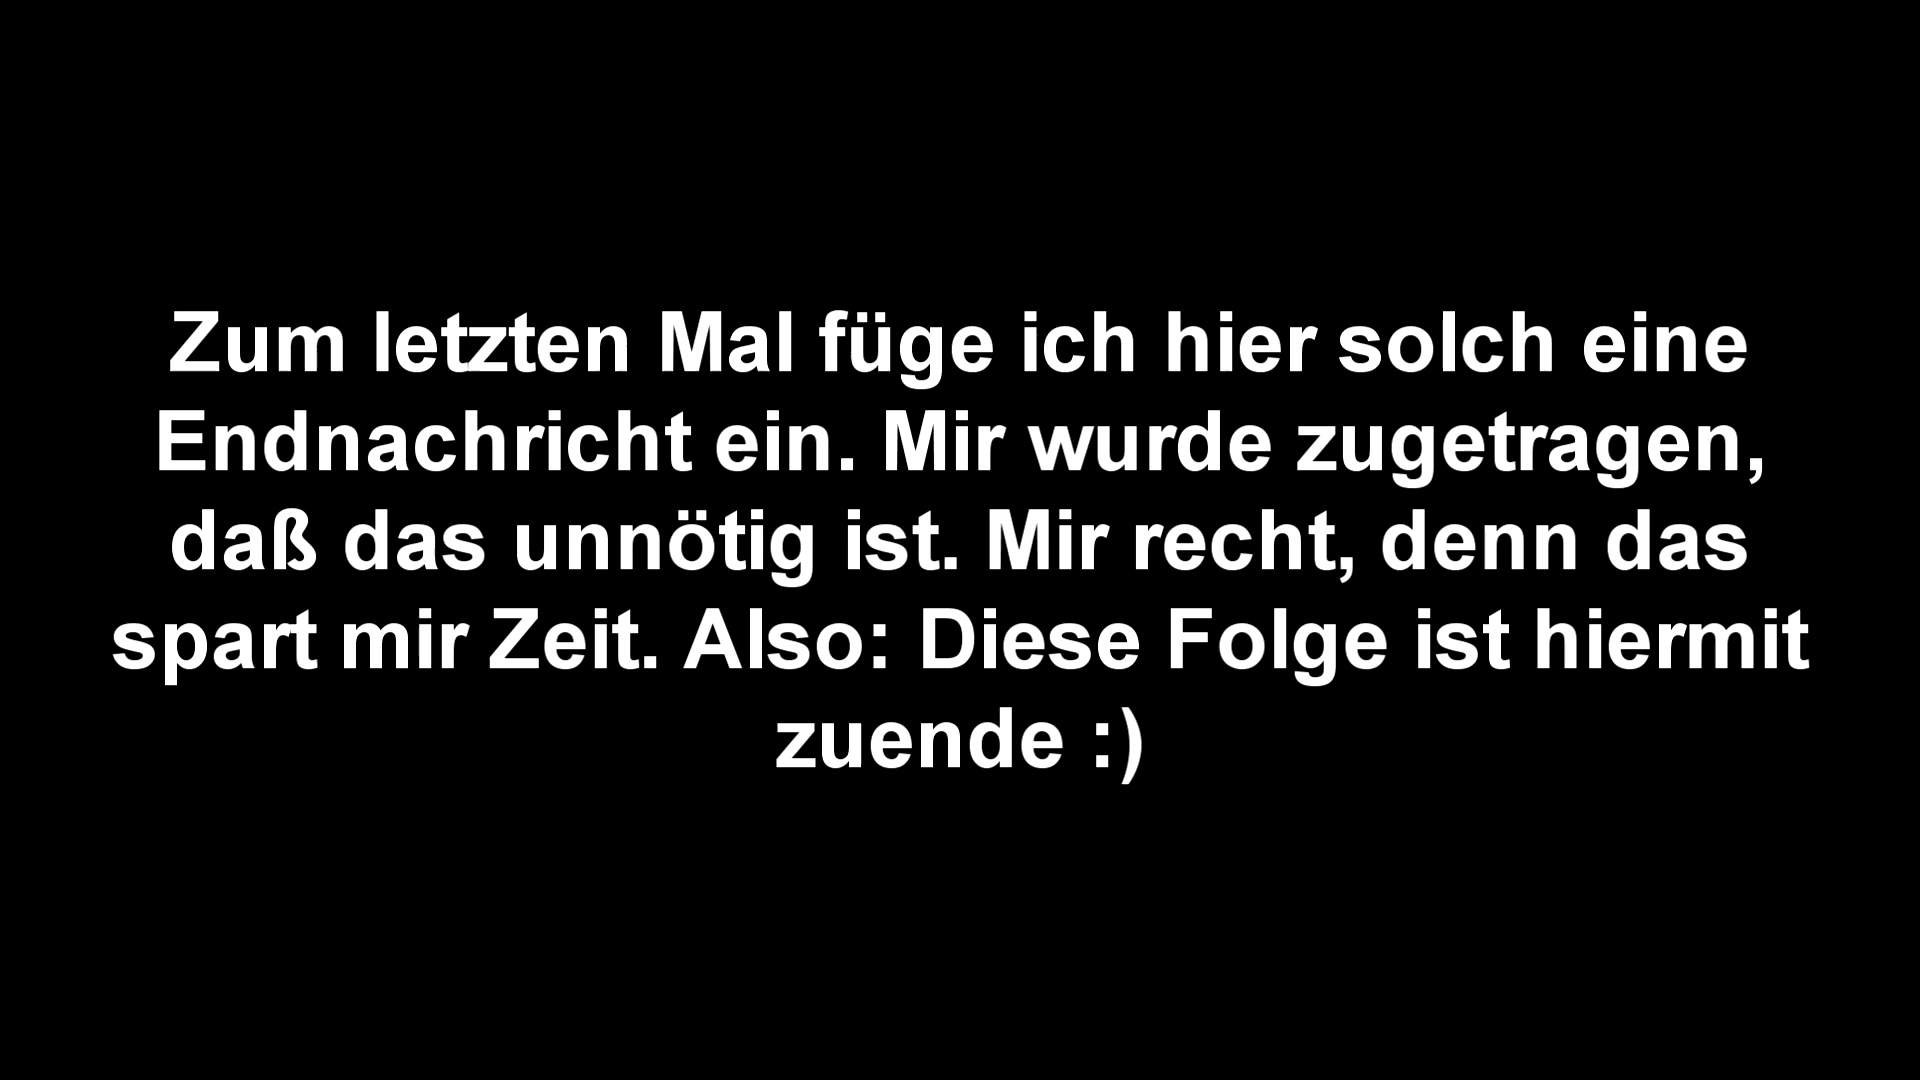 Zum letzten Mal füge ich hier solch eine
Endnachricht ein. Mir wurde zugetragen,
daß das unnötig ist. Mir recht, denn das
spart mir Zeit. Also: Diese Folge ist hiermit
zuende :)